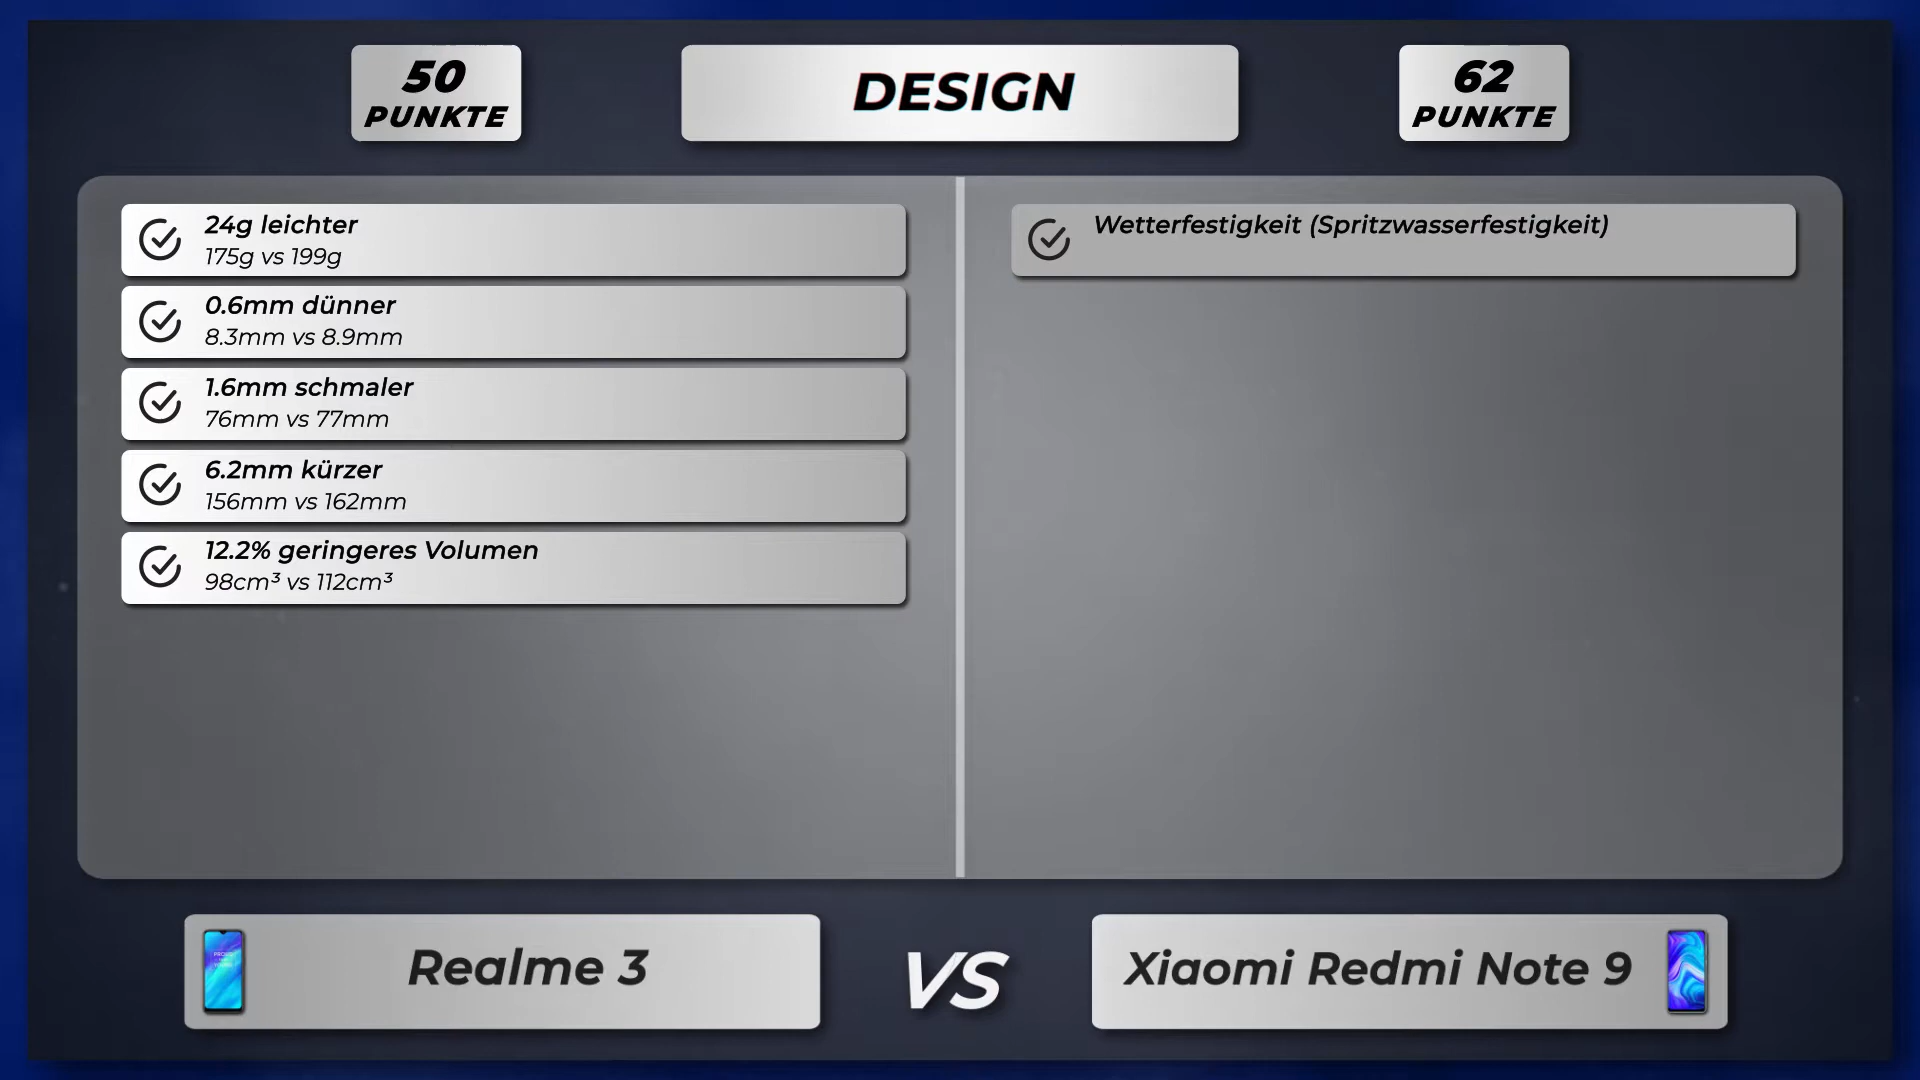 50
PUNKTE
DESIGN
62
PUNKTE
24g leichter
175g vs 199g
0.6mm dünner
8.3mm vs 8.9mm
1.6mm schmaler
76mm vs 77mm
6.2mm kürzer
156mm vs 162mm
12.2% geringeres Volumen
98cm³ vs 112cm³
Wetterfestigkeit (Spritzwasserfestigkeit)
Realme 3
VS
Xiaomi Redmi Note 9